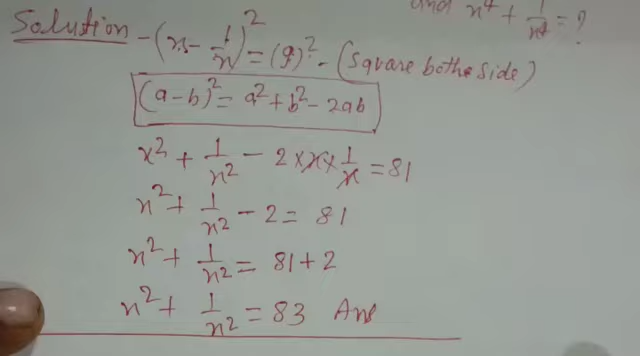 and x⁴ + 1/x⁴ = ?
Solution - (x - 1/x)² = (9)² - (Square both side)
(a-b)² = a² + b² - 2ab
x² + 1/x² - 2 × x × 1/x = 81
x² + 1/x² - 2 = 81
x² + 1/x² = 81 + 2
x² + 1/x² = 83 Ans